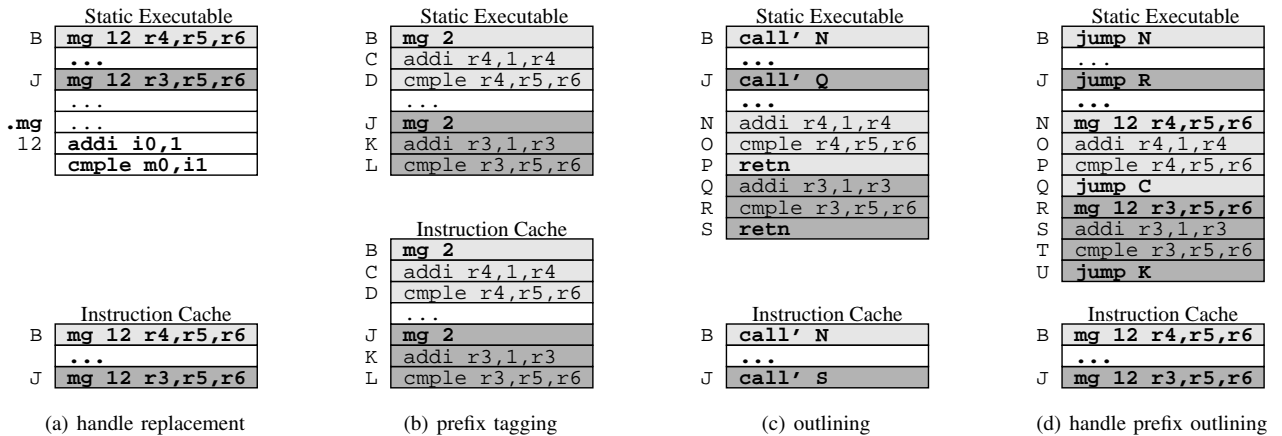 Static Executable
B mg 12 r4,r5,r6
...
J mg 12 r3,r5,r6
...
.mg ...
12 addi i0,1
cmple m0,i1
Instruction Cache
B mg 12 r4,r5,r6
...
J mg 12 r3,r5,r6
(a) handle replacement
Static Executable
B mg 2
C addi r4,1,r4
D cmple r4,r5,r6
...
J mg 2
K addi r3,1,r3
L cmple r3,r5,r6
Instruction Cache
B mg 2
C addi r4,1,r4
D cmple r4,r5,r6
...
J mg 2
K addi r3,1,r3
L cmple r3,r5,r6
(b) prefix tagging
Static Executable
B call’ N
...
J call’ Q
...
N addi r4,1,r4
O cmple r4,r5,r6
P retn
Q addi r3,1,r3
R cmple r3,r5,r6
S retn
Instruction Cache
B call’ N
...
J call’ S
(c) outlining
Static Executable
B jump N
...
J jump R
...
N mg 12 r4,r5,r6
O addi r4,1,r4
P cmple r4,r5,r6
Q jump C
R mg 12 r3,r5,r6
S addi r3,1,r3
T cmple r3,r5,r6
U jump K
Instruction Cache
B mg 12 r4,r5,r6
...
J mg 12 r3,r5,r6
(d) handle prefix outlining